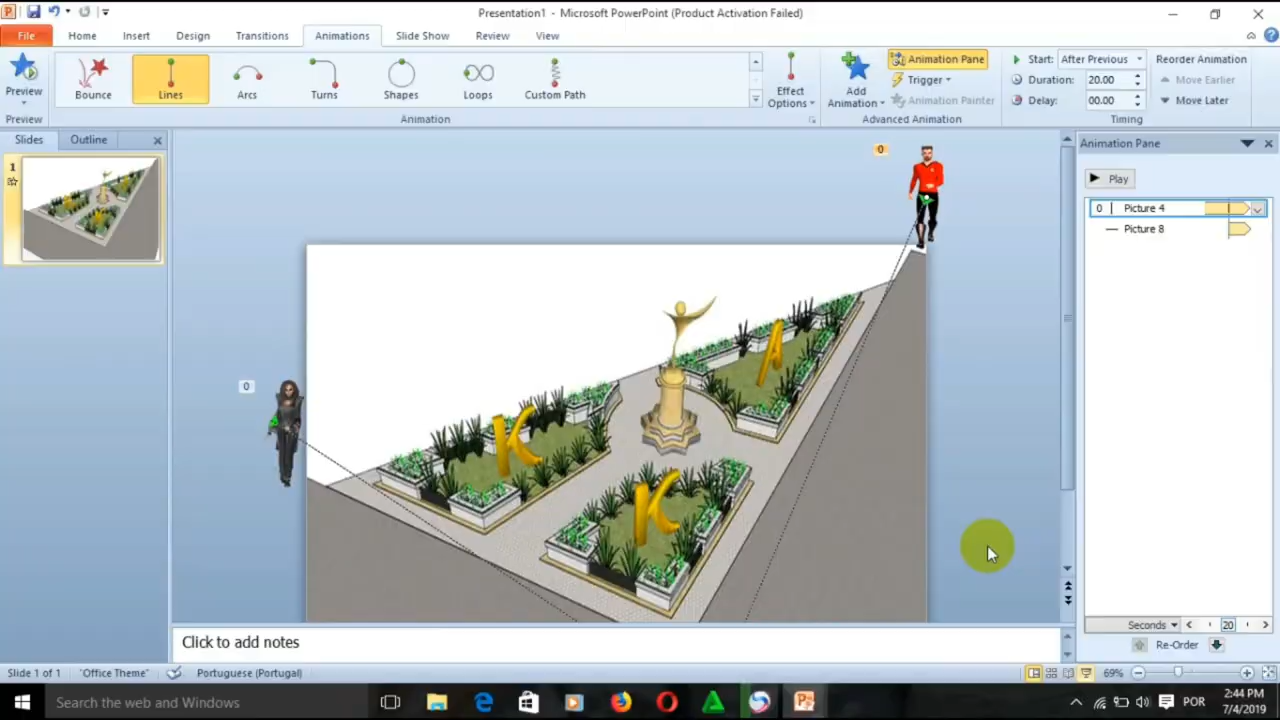 Presentation1 - Microsoft PowerPoint (Product Activation Failed)
File Home Insert Design Transitions Animations Slide Show Review View
Preview
Bounce Lines Arcs Turns Shapes Loops Custom Path
Effect Options
Add Animation
Animation Pane
Trigger
Animation Painter
Start: After Previous
Duration: 20.00
Delay: 00.00
Reorder Animation
Move Earlier
Move Later
Preview Animation Advanced Animation Timing
Slides Outline
1
Animation Pane
Play
0 Picture 4
Picture 8
0
0
K
A
K
Click to add notes
Seconds 20
Re-Order
Slide 1 of 1 "Office Theme" Portuguese (Portugal) 69%
Search the web and Windows
POR
2:44 PM
7/4/2019